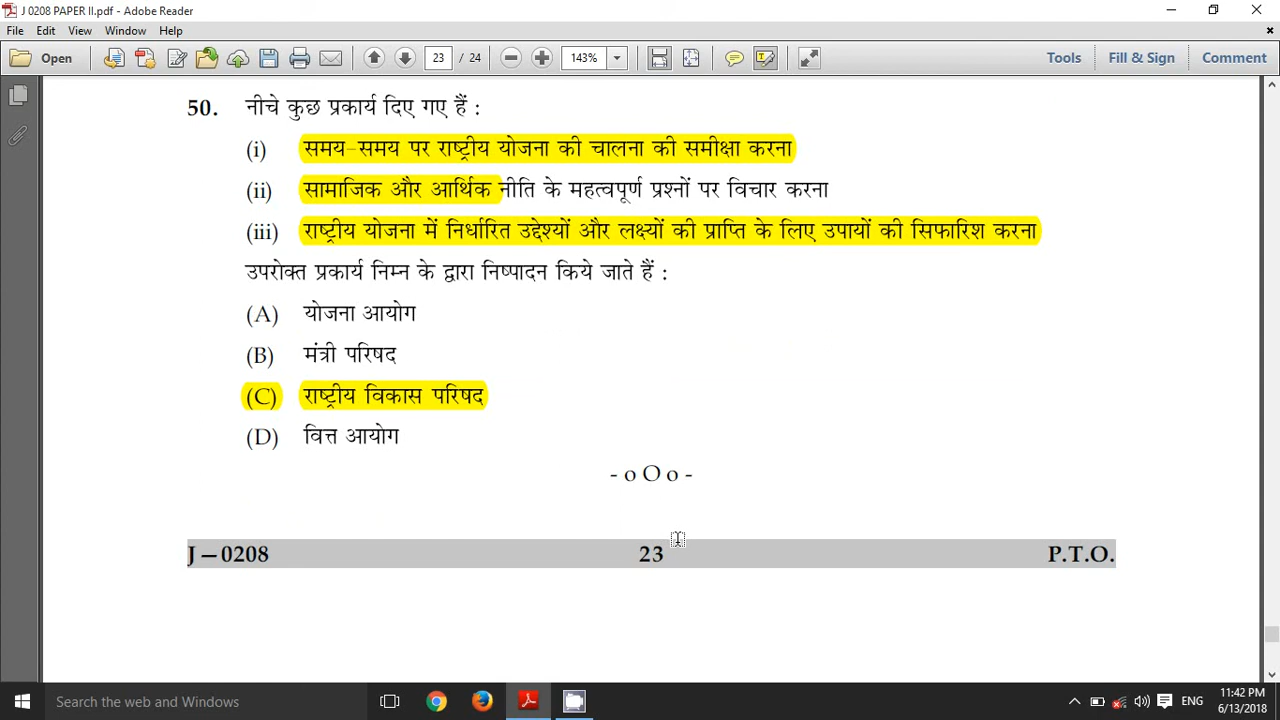 J 0208 PAPER II.pdf - Adobe Reader
File Edit View Window Help
Open 23 / 24 143% Tools Fill & Sign Comment
50. नीचे कुछ प्रकार्य दिए गए हैं :
(i) समय-समय पर राष्ट्रीय योजना की चालना की समीक्षा करना
(ii) सामाजिक और आर्थिक नीति के महत्वपूर्ण प्रश्नों पर विचार करना
(iii) राष्ट्रीय योजना में निर्धारित उद्देश्यों और लक्ष्यों की प्राप्ति के लिए उपायों की सिफारिश करना
उपरोक्त प्रकार्य निम्न के द्वारा निष्पादन किये जाते हैं :
(A) योजना आयोग
(B) मंत्री परिषद
(C) राष्ट्रीय विकास परिषद
(D) वित्त आयोग
- o O o -
J – 0208 23 P.T.O.
Search the web and Windows
ENG
11:42 PM
6/13/2018